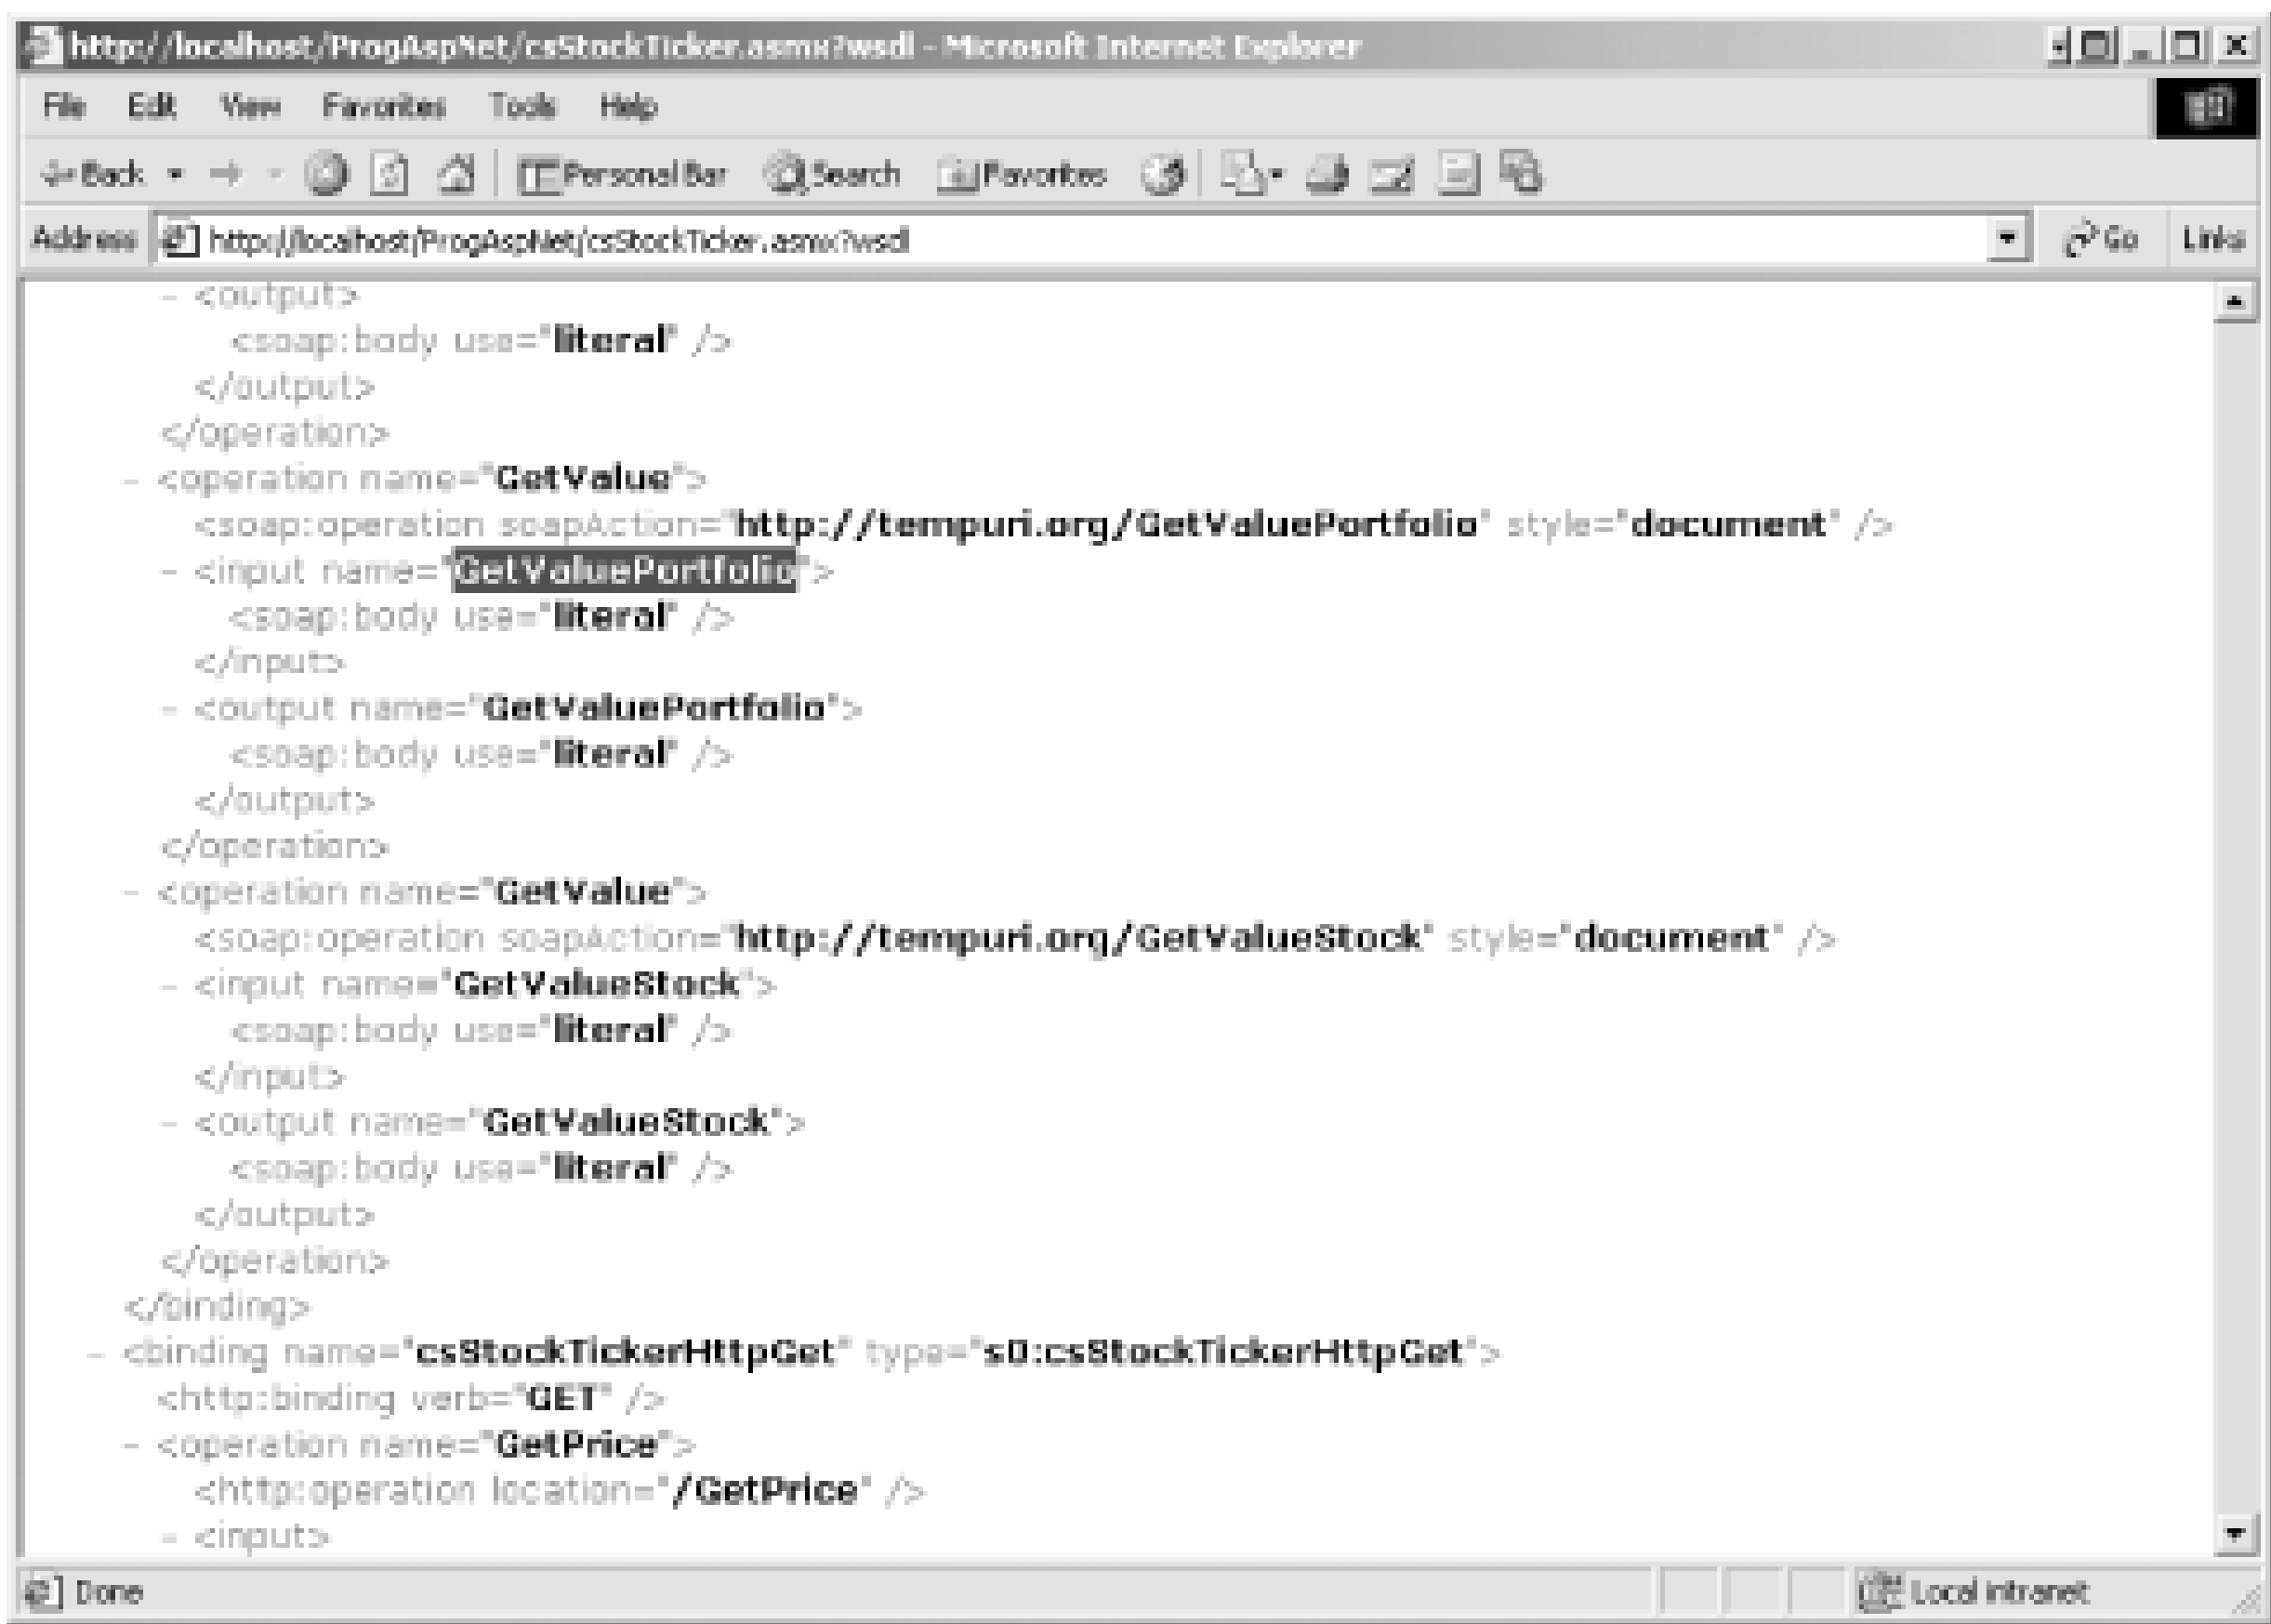 http://localhost/ProgAspNet/csStockTicker.asmx?wsdl - Microsoft Internet Explorer
File Edit View Favorites Tools Help
Back Personal Bar Search Favorites
Address http://localhost/ProgAspNet/csStockTicker.asmx?wsdl Go Links
- <output>
<soap:body use="literal" />
</output>
</operation>
- <operation name="GetValue">
<soap:operation soapAction="http://tempuri.org/GetValuePortfolio" style="document" />
- <input name="GetValuePortfolio">
<soap:body use="literal" />
</input>
- <output name="GetValuePortfolio">
<soap:body use="literal" />
</output>
</operation>
- <operation name="GetValue">
<soap:operation soapAction="http://tempuri.org/GetValueStock" style="document" />
- <input name="GetValueStock">
<soap:body use="literal" />
</input>
- <output name="GetValueStock">
<soap:body use="literal" />
</output>
</operation>
</binding>
- <binding name="csStockTickerHttpGet" type="s0:csStockTickerHttpGet">
<http:binding verb="GET" />
- <operation name="GetPrice">
<http:operation location="/GetPrice" />
- <input>
Done Local intranet